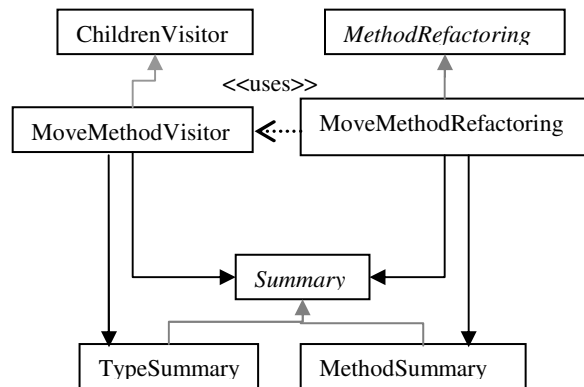 ChildrenVisitor
MethodRefactoring
<<uses>>
MoveMethodVisitor
MoveMethodRefactoring
Summary
TypeSummary
MethodSummary